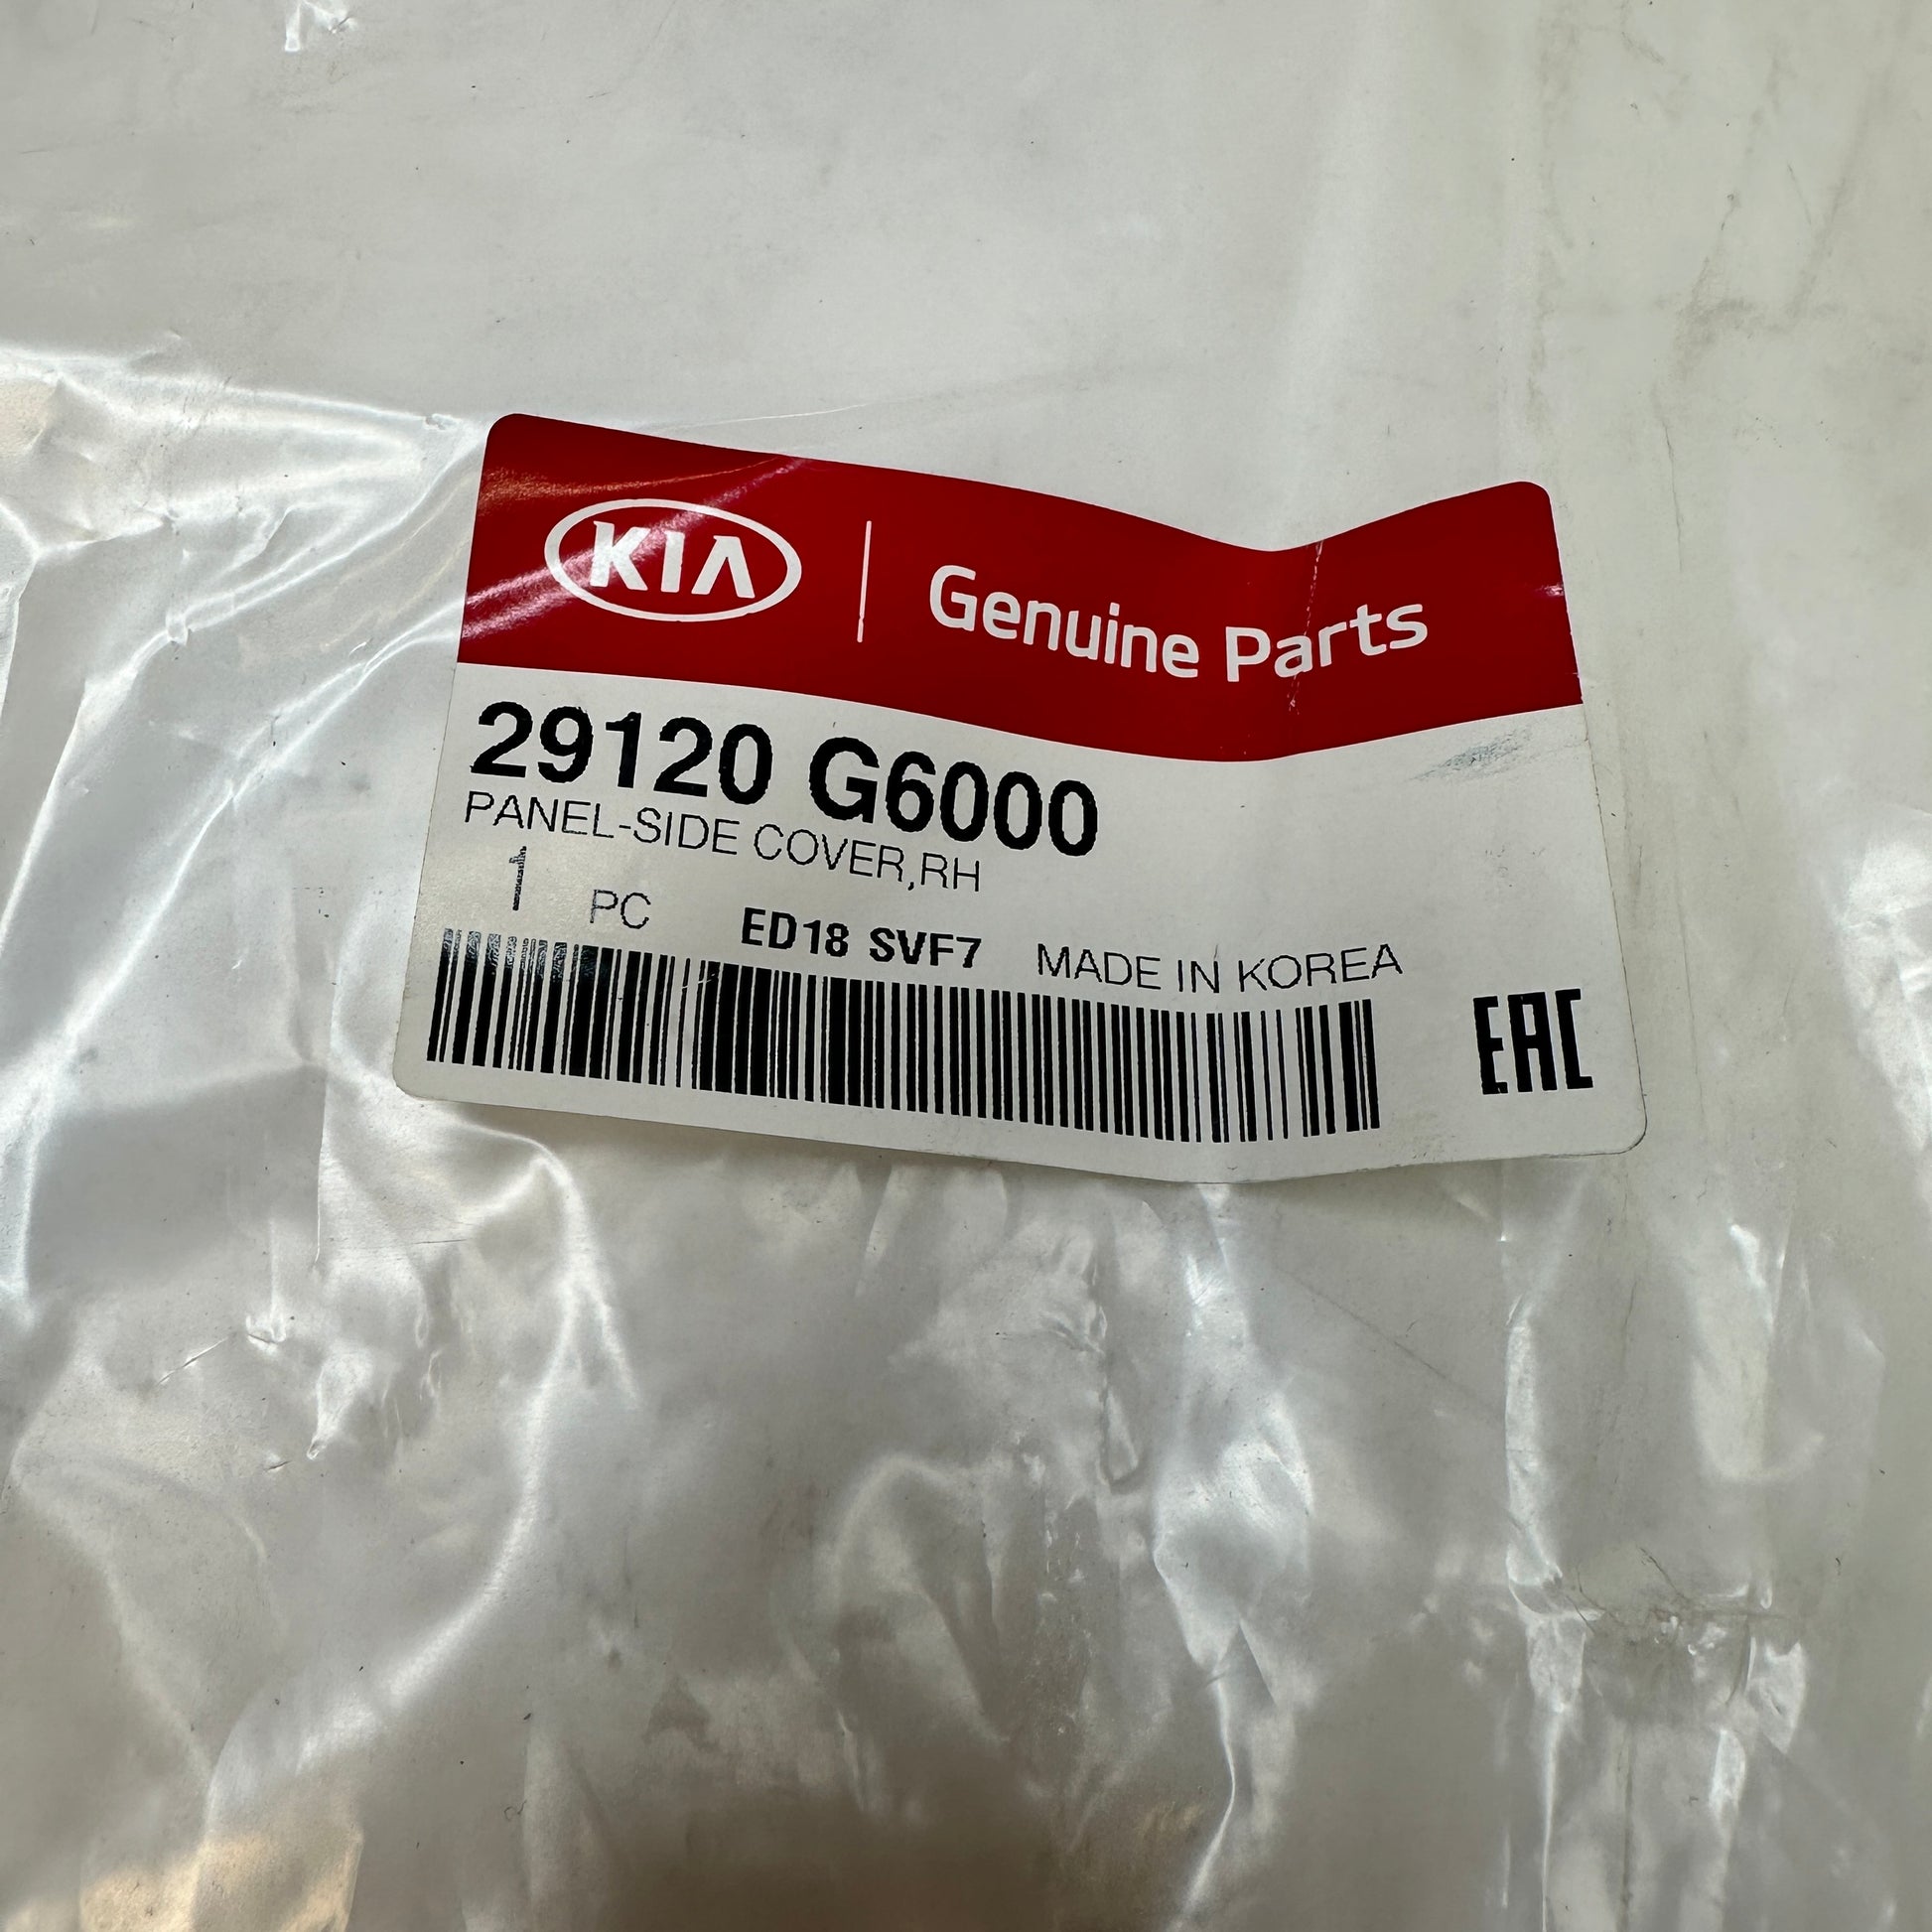 KIA Genuine Parts
29120 G6000
PANEL-SIDE COVER,RH
1 PC ED18 SVF7 MADE IN KOREA
EAC